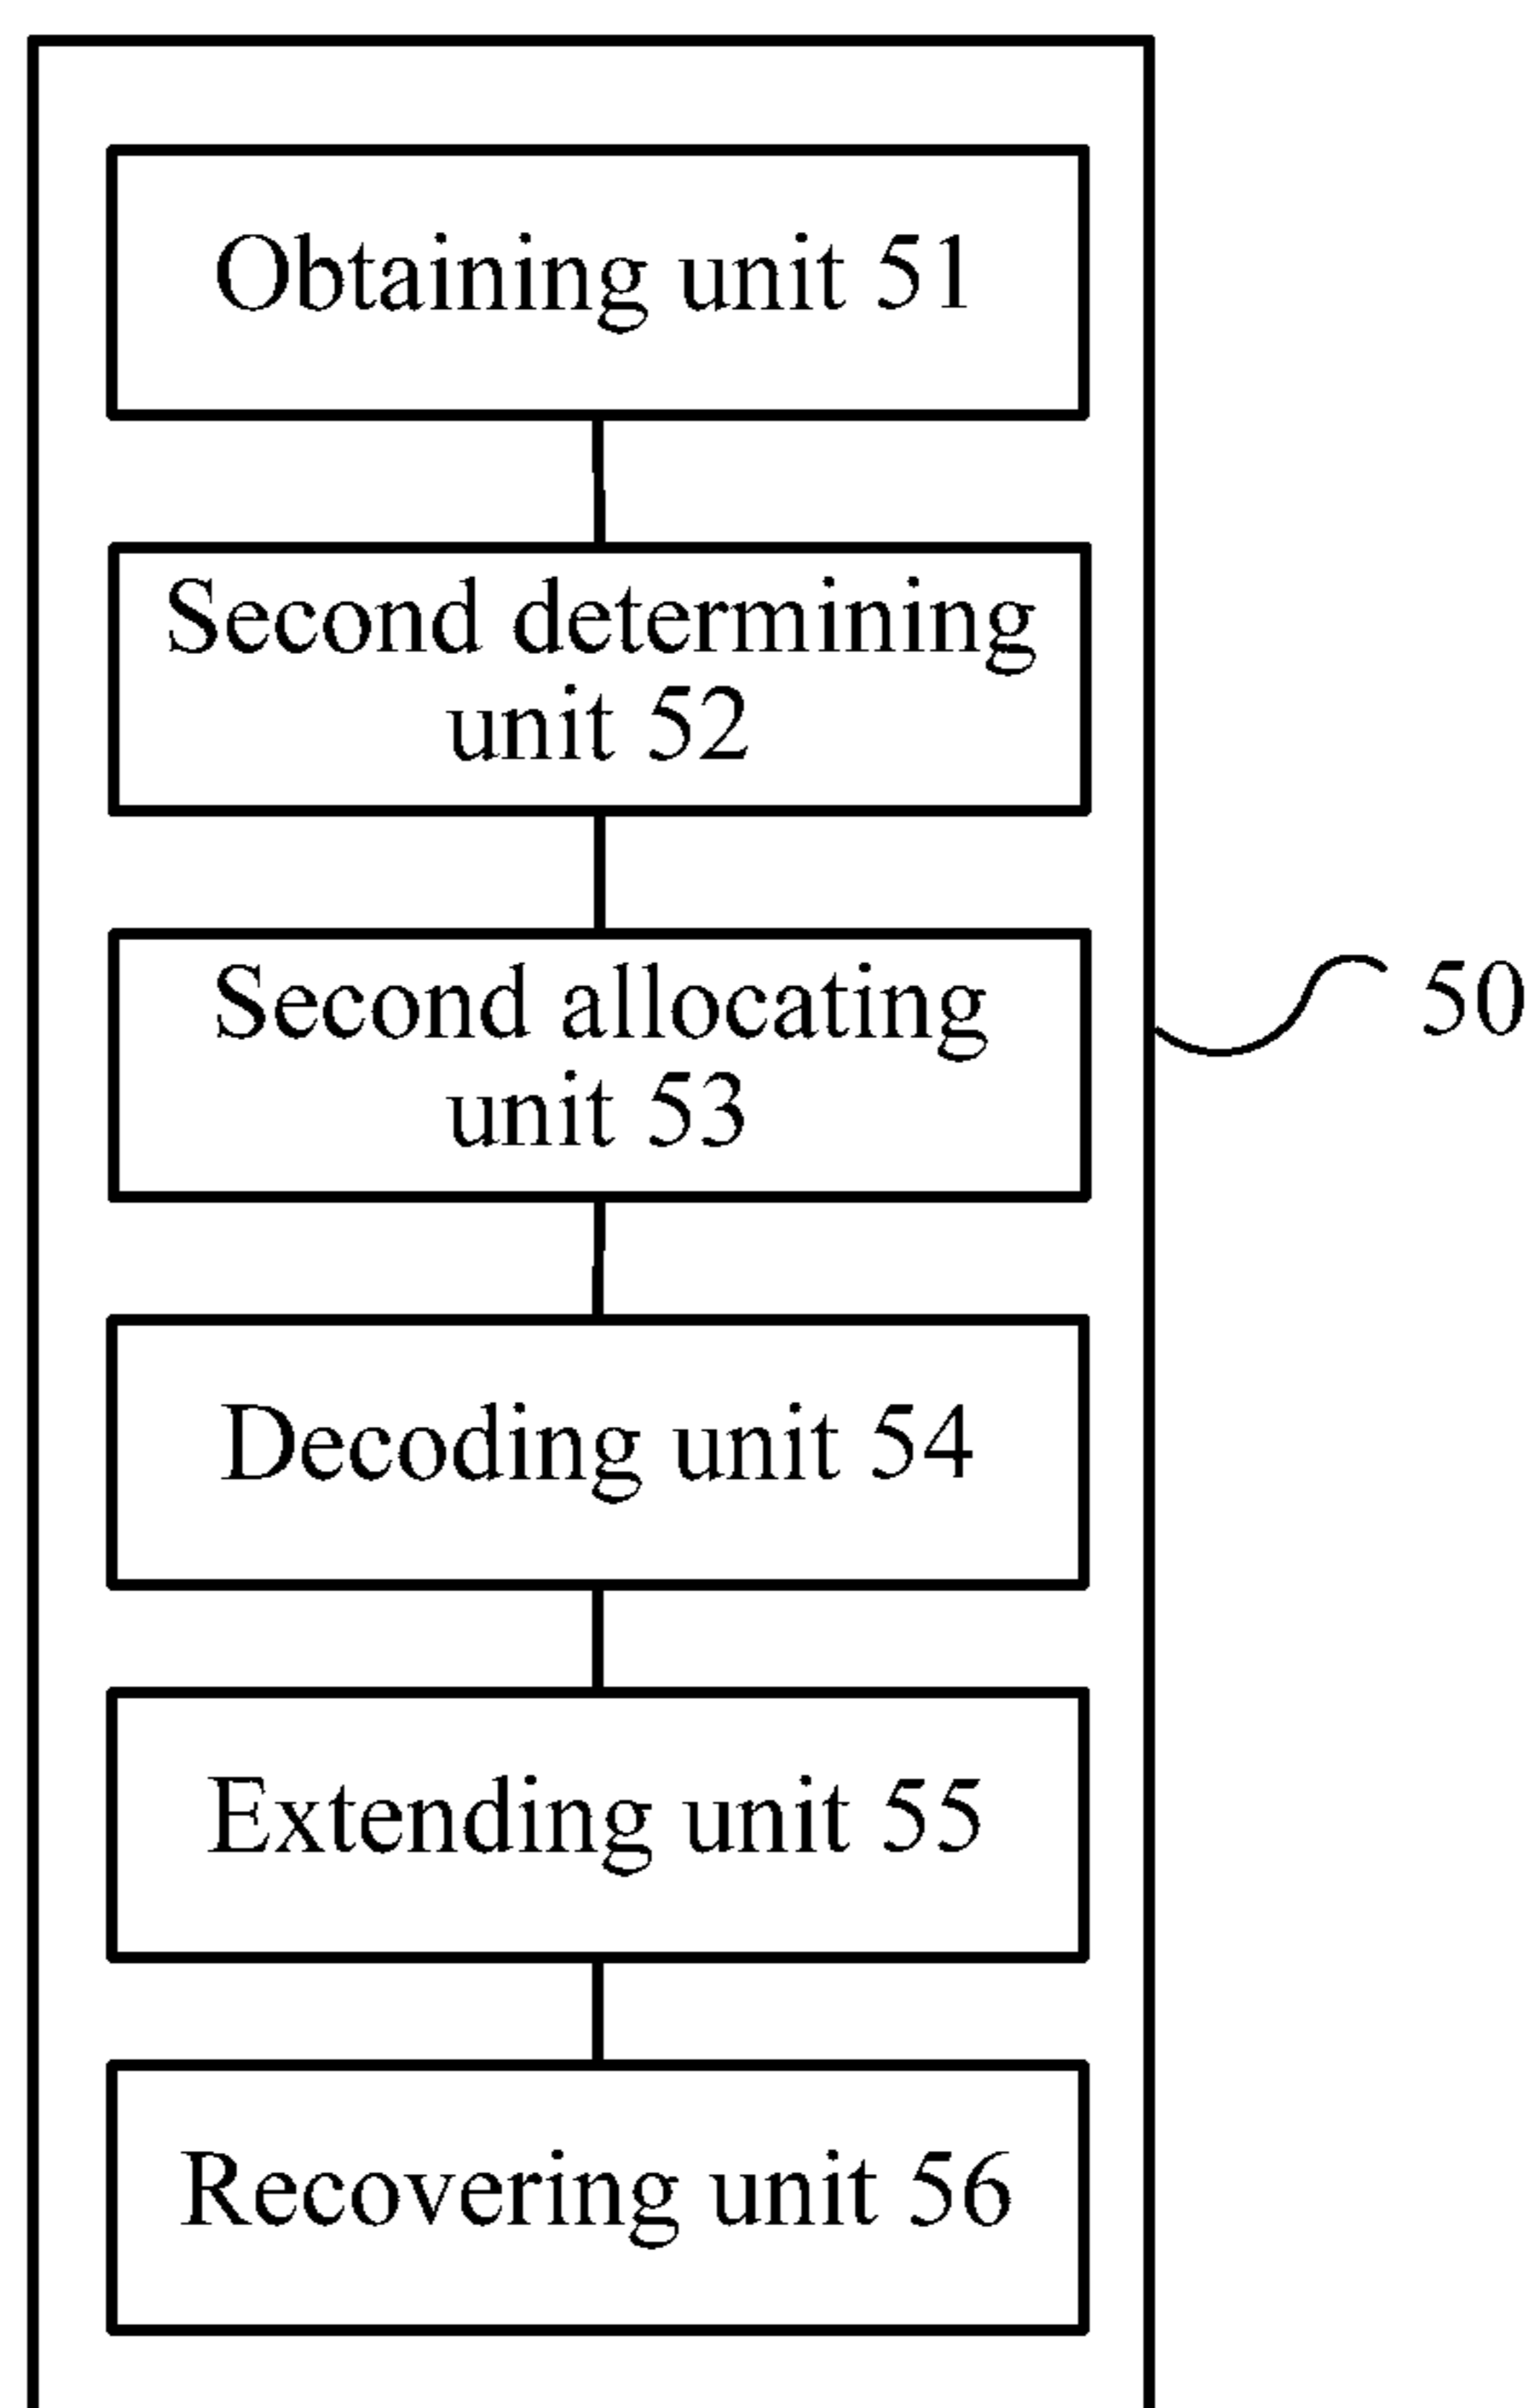 Obtaining unit 51
Second determining
unit 52
Second allocating
unit 53
50
Decoding unit 54
Extending unit 55
Recovering unit 56